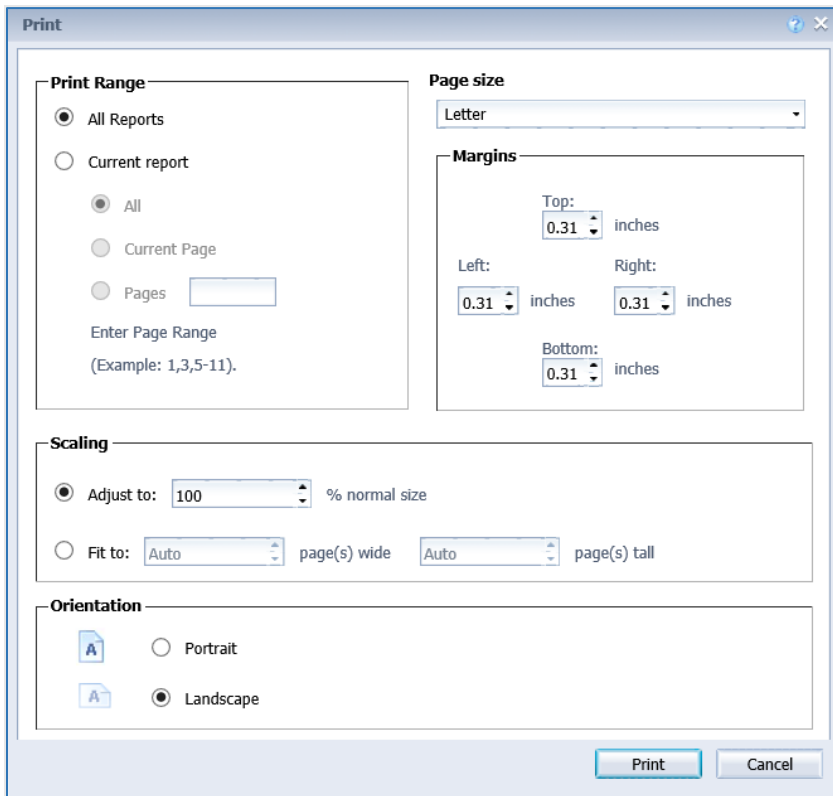 Print
Print Range
All Reports
Current report
All
Current Page
Pages
Enter Page Range
(Example: 1,3,5-11).
Page size
Letter
Margins
Top:
0.31 inches
Left: Right:
0.31 inches 0.31 inches
Bottom:
0.31 inches
Scaling
Adjust to: 100 % normal size
Fit to: Auto page(s) wide Auto page(s) tall
Orientation
A Portrait
A Landscape
Print Cancel